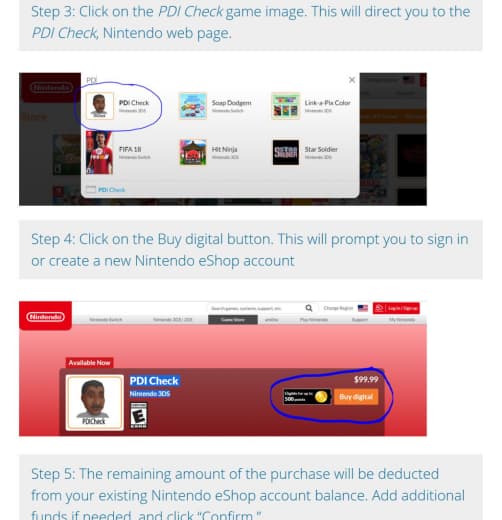 Step 3: Click on the PDI Check game image. This will direct you to the
PDI Check, Nintendo web page.
Nintendo
PDI
×
PDI Check
Nintendo 3DS
Soap Dodgem
Nintendo Switch
Link-a-Pix Color
Nintendo 3DS
FIFA 18
Nintendo Switch
Hit Ninja
Nintendo 3DS
Star Soldier
Nintendo 3DS
PDI Check
Step 4: Click on the Buy digital button. This will prompt you to sign in
or create a new Nintendo eShop account
Nintendo
Search games, systems, support, etc.
Change Region
Log in / Sign up
Nintendo Switch
Nintendo 3DS / 2DS
Game Store
amiibo
Play Nintendo
Support
My Nintendo
Available Now
PDI Check
Nintendo 3DS
E
PDICheck
$99.99
Eligible for up to
500 points
Buy digital
Step 5: The remaining amount of the purchase will be deducted
from your existing Nintendo eShop account balance. Add additional
funds if needed, and click “Confirm.”